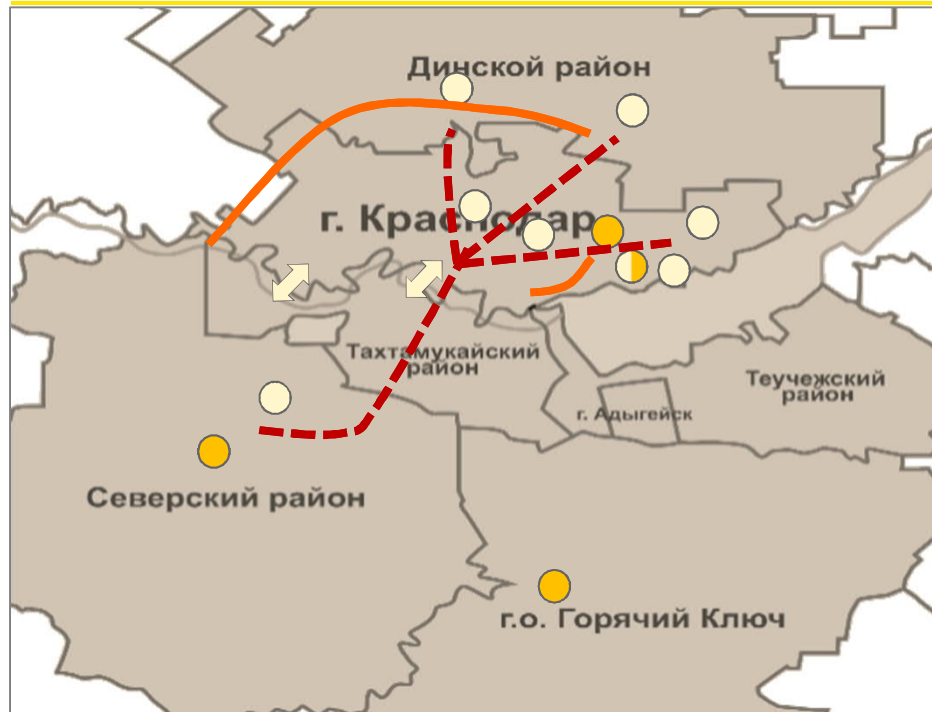 Динской район
г. Краснодар
Тахтамукайский
район
Теучежский
район
г. Адыгейск
Северский район
г.о. Горячий Ключ